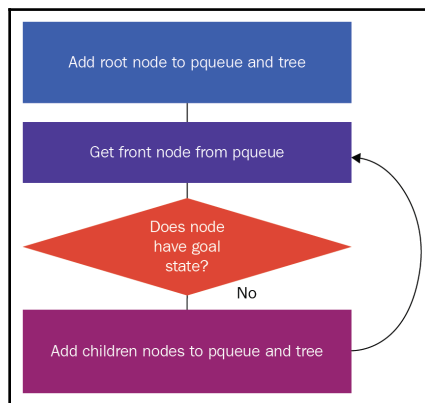 Add root node to pqueue and tree
Get front node from pqueue
Does node
have goal
state?
No
Add children nodes to pqueue and tree